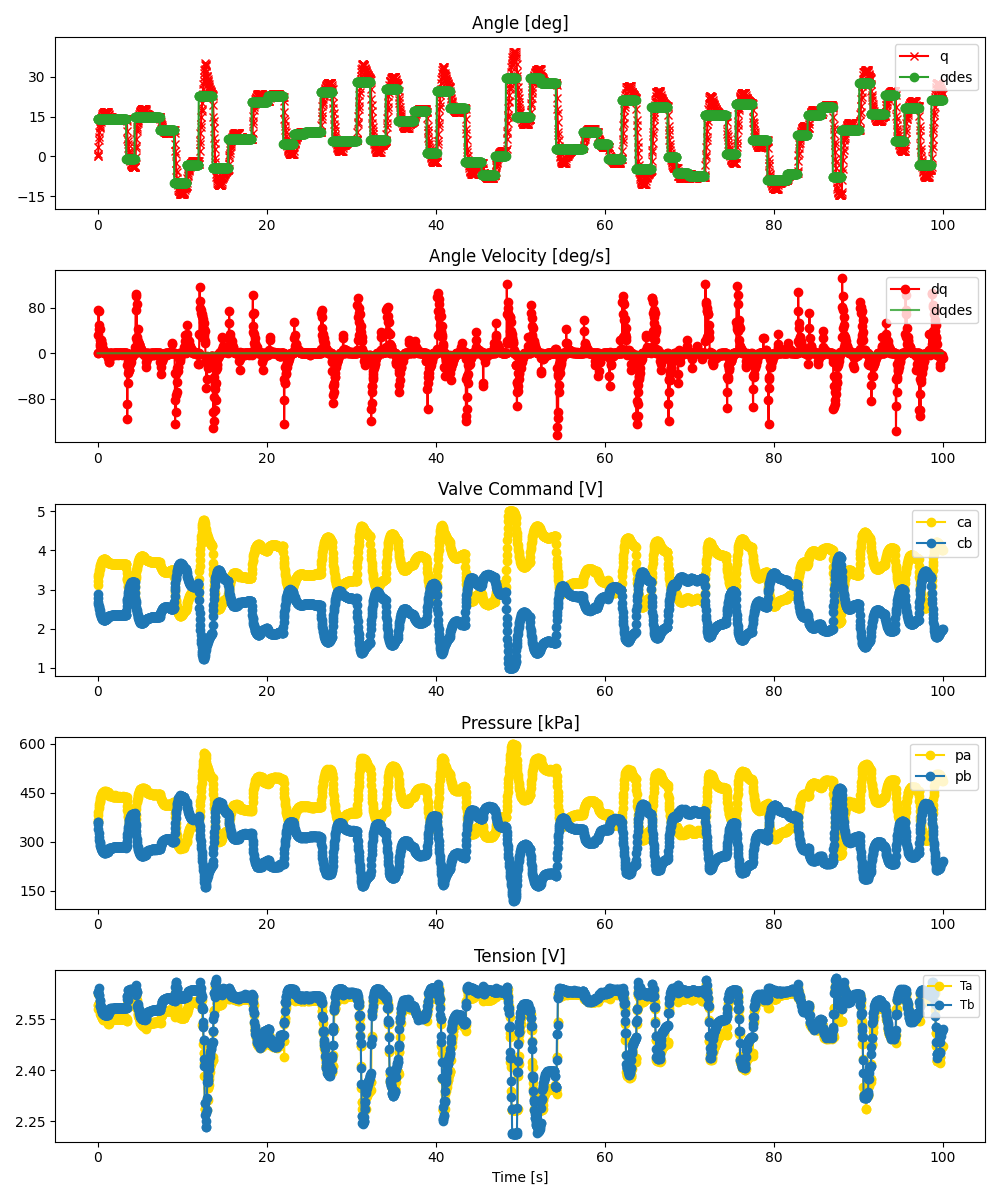 Angle [deg]
30
15
0
−15
q
qdes
0 20 40 60 80 100
Angle Velocity [deg/s]
80
0
−80
dq
dqdes
0 20 40 60 80 100
Valve Command [V]
5
4
3
2
1
ca
cb
0 20 40 60 80 100
Pressure [kPa]
600
450
300
150
pa
pb
0 20 40 60 80 100
Tension [V]
2.55
2.40
2.25
Ta
Tb
0 20 40 60 80 100
Time [s]